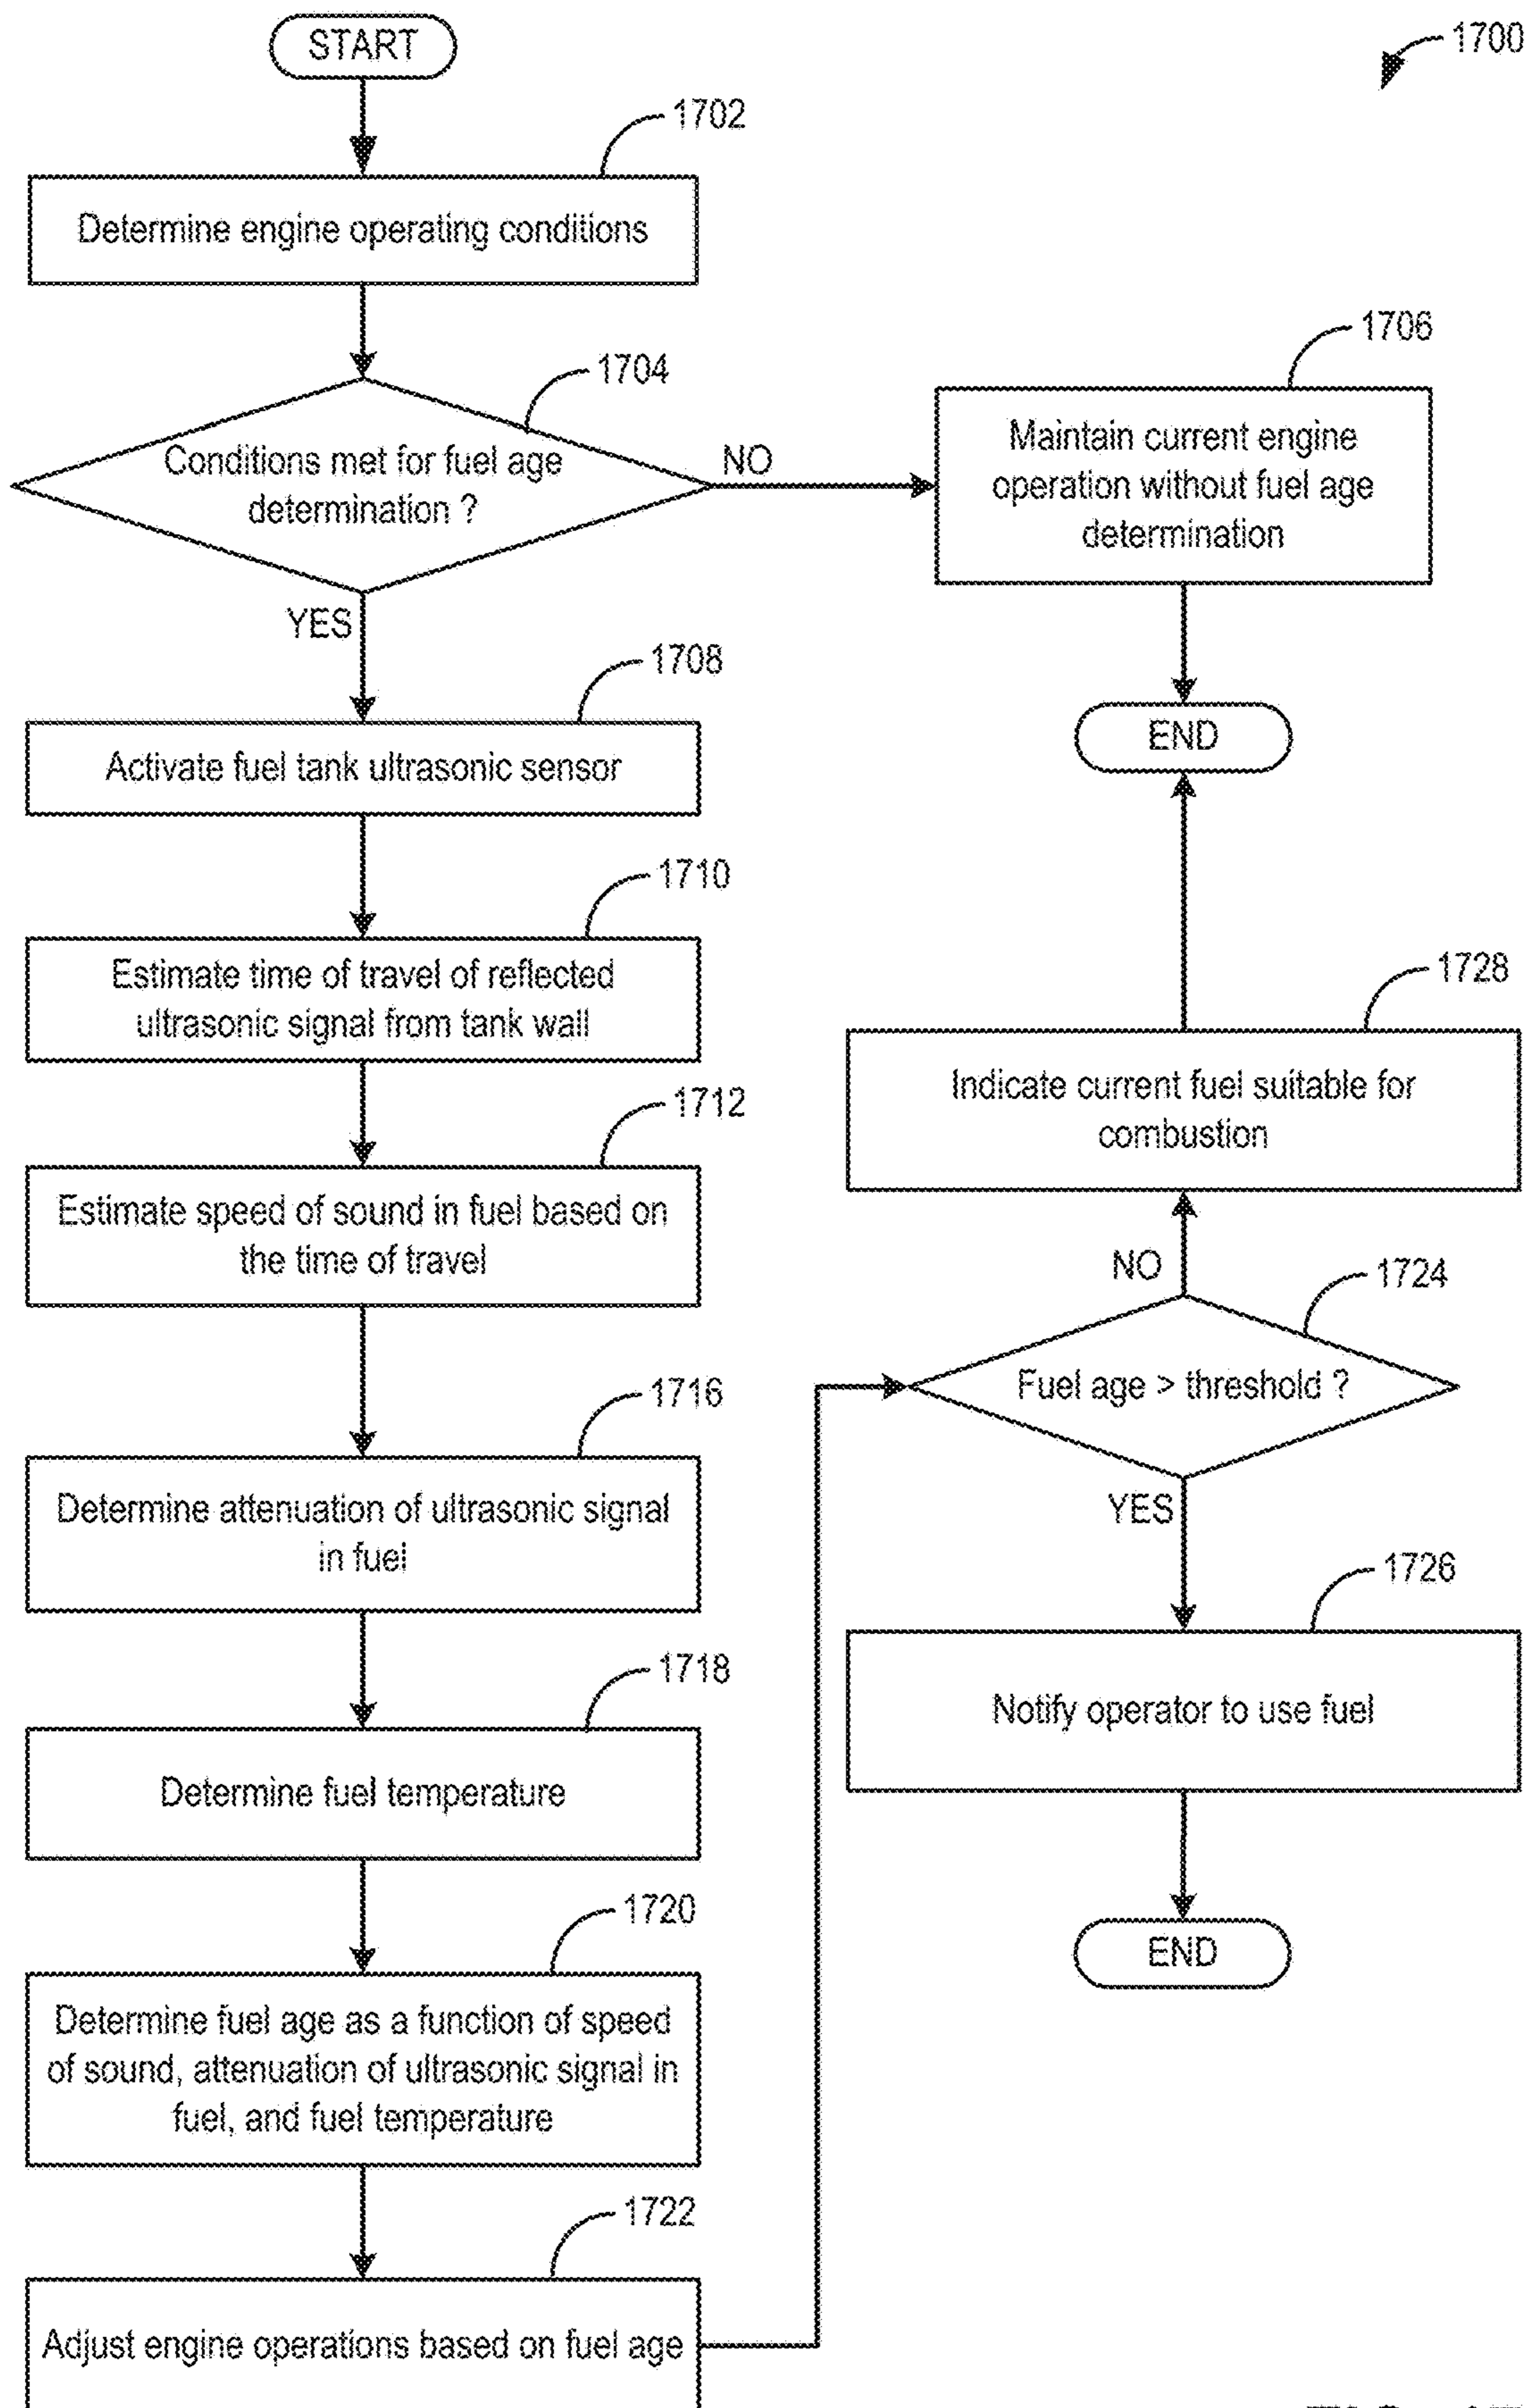 START
1700
1702
Determine engine operating conditions
1704
Conditions met for fuel age
determination ?
NO
YES
1706
Maintain current engine
operation without fuel age
determination
END
1708
Activate fuel tank ultrasonic sensor
1710
Estimate time of travel of reflected
ultrasonic signal from tank wall
1712
Estimate speed of sound in fuel based on
the time of travel
1716
Determine attenuation of ultrasonic signal
in fuel
1718
Determine fuel temperature
1720
Determine fuel age as a function of speed
of sound, attenuation of ultrasonic signal in
fuel, and fuel temperature
1722
Adjust engine operations based on fuel age
1728
Indicate current fuel suitable for
combustion
NO
1724
Fuel age > threshold ?
YES
1726
Notify operator to use fuel
END